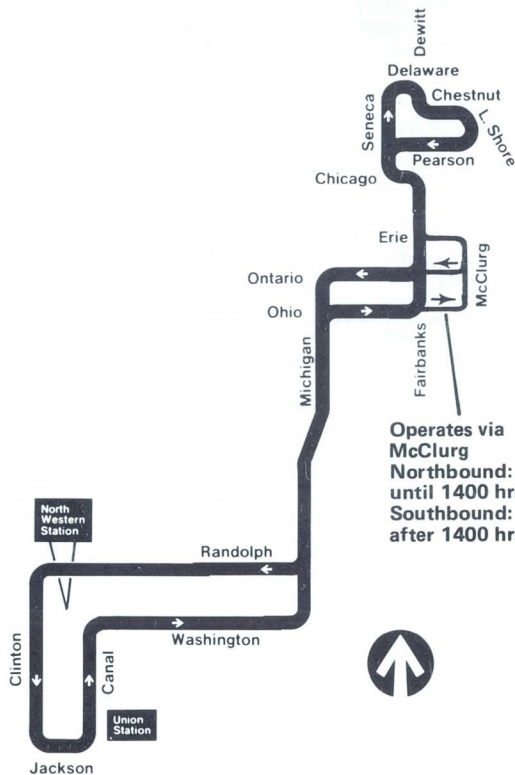 Dewitt
Delaware
Chestnut
Seneca
L. Shore
Pearson
Chicago
Erie
McClurg
Ontario
Ohio
Michigan
Fairbanks
Operates via
McClurg
Northbound:
until 1400 hr.
Southbound:
after 1400 hr.
North
Western
Station
Randolph
Washington
Clinton
Canal
Union
Station
Jackson